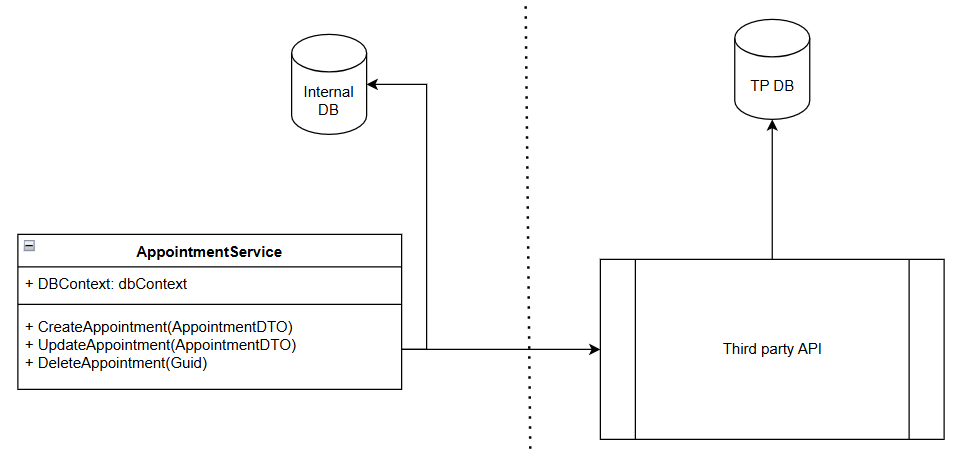 Internal
DB
TP DB
AppointmentService
+ DBContext: dbContext
+ CreateAppointment(AppointmentDTO)
+ UpdateAppointment(AppointmentDTO)
+ DeleteAppointment(Guid)
Third party API